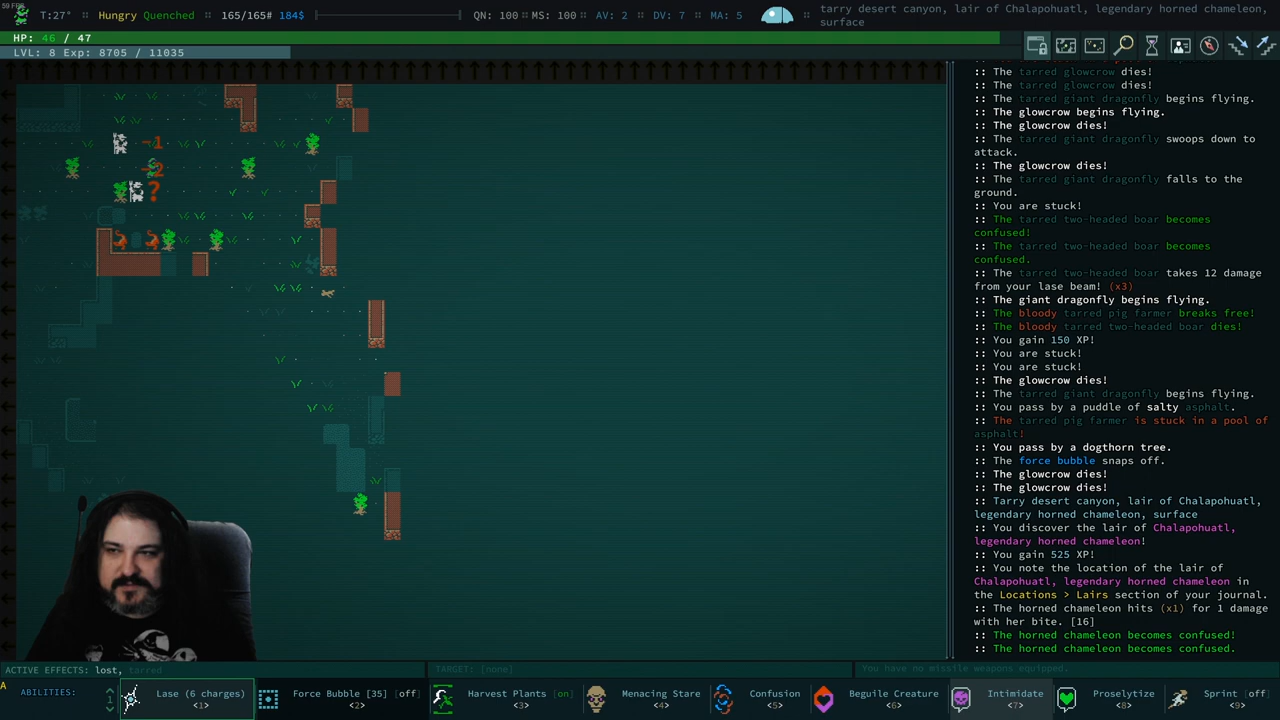 59 FPS
T:27° :: Hungry Quenched :: 165/165# 184$ QN: 100 :: MS: 100 :: AV: 2 :: DV: 7 :: MA: 5 :: tarry desert canyon, lair of Chalapohuatl, legendary horned chameleon,
surface
HP: 46 / 47
LVL: 8 Exp: 8705 / 11035
:: The tarred glowcrow dies!
:: The tarred glowcrow dies!
:: The tarred giant dragonfly begins flying.
:: The glowcrow begins flying.
:: The glowcrow dies!
:: The tarred giant dragonfly swoops down to
attack.
:: The glowcrow dies!
:: The tarred giant dragonfly falls to the
ground.
:: You are stuck!
:: The tarred two-headed boar becomes
confused!
:: The tarred two-headed boar becomes
confused.
:: The tarred two-headed boar takes 12 damage
from your lase beam! (x3)
:: The giant dragonfly begins flying.
:: The bloody tarred pig farmer breaks free!
:: The bloody tarred two-headed boar dies!
:: You gain 150 XP!
:: You are stuck!
:: You are stuck!
:: The glowcrow dies!
:: The tarred giant dragonfly begins flying.
:: You pass by a puddle of salty asphalt.
:: The tarred pig farmer is stuck in a pool of
asphalt!
:: You pass by a dogthorn tree.
:: The force bubble snaps off.
:: The glowcrow dies!
:: The glowcrow dies!
:: Tarry desert canyon, lair of Chalapohuatl,
legendary horned chameleon, surface
:: You discover the lair of Chalapohuatl,
legendary horned chameleon!
:: You gain 525 XP!
:: You note the location of the lair of
Chalapohuatl, legendary horned chameleon in
the Locations > Lairs section of your journal.
:: The horned chameleon hits (x1) for 1 damage
with her bite. [16]
:: The horned chameleon becomes confused!
:: The horned chameleon becomes confused.
-1
-2
?
ACTIVE EFFECTS: lost, tarred
TARGET: [none]
You have no missile weapons equipped.
A
ABILITIES:
1
Lase (6 charges)
<1>
Force Bubble [35] [off]
<2>
Harvest Plants [on]
<3>
Menacing Stare
<4>
Confusion
<5>
Beguile Creature
<6>
Intimidate
<7>
Proselytize
<8>
Sprint [off]
<9>